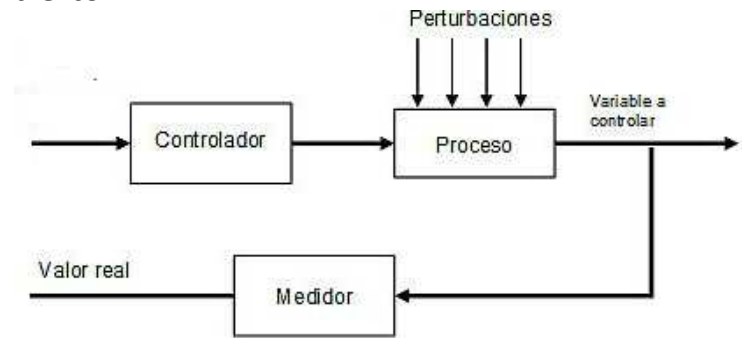 Perturbaciones
Variable a
controlar
Controlador
Proceso
Valor real
Medidor